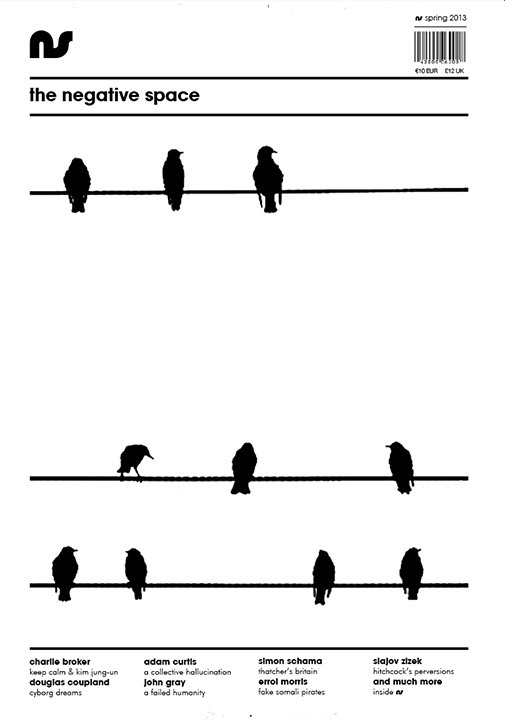 ns spring 2013
ns
€10 EUR £12 UK
the negative space
charlie broker
keep calm & kim jung-un
douglas coupland
cyborg dreams
adam curtis
a collective hallucination
john gray
a failed humanity
simon schama
thatcher's britain
errol morris
fake somali pirates
slajov zizek
hitchcock's perversions
and much more
inside ns